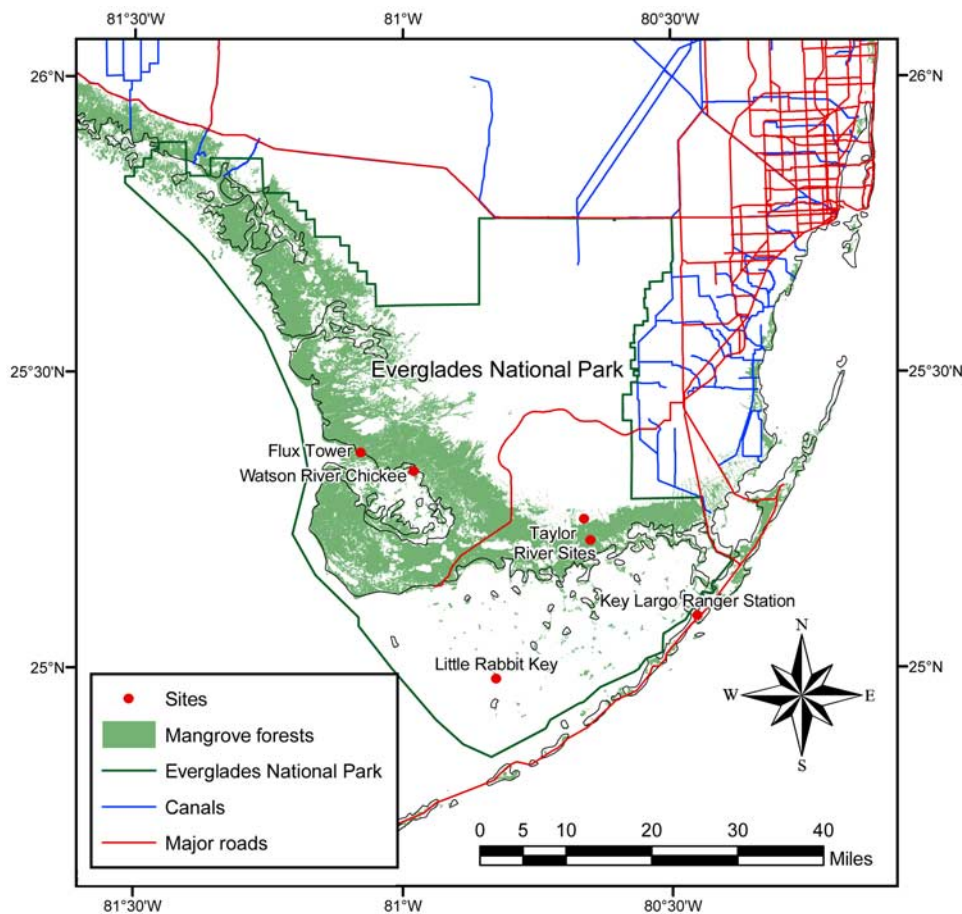 81°30'W 81°W 80°30'W
26°N 26°N
25°30'N 25°30'N
Everglades National Park
Flux Tower
Watson River Chickee
Taylor
River Sites
Key Largo Ranger Station
Little Rabbit Key
25°N 25°N
N
W E
S
Sites
Mangrove forests
Everglades National Park
Canals
Major roads
0 5 10 20 30 40
Miles
81°30'W 81°W 80°30'W